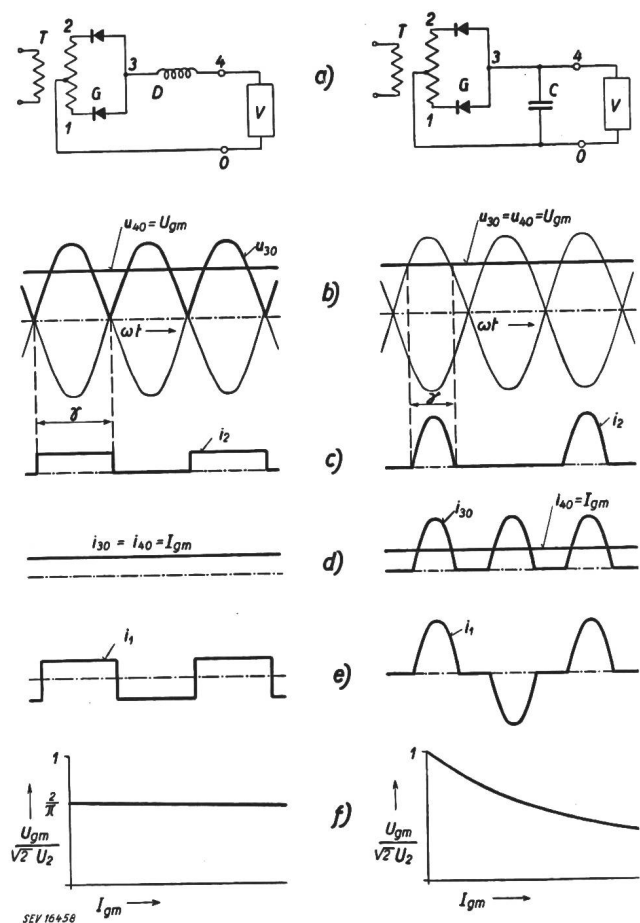 T 2 3 4
G D V
1 0
a)
T 2 3 4
G C V
1 0
u40 = Ugm
u30
ωt
γ
b)
u30 = u40 = Ugm
ωt
γ
i2
c)
i2
i30 = i40 = Igm
d)
i30
i40 = Igm
i1
e)
i1
1
2/π
Ugm/√2 U2
Igm
f)
1
Ugm/√2 U2
Igm
SEV 16458